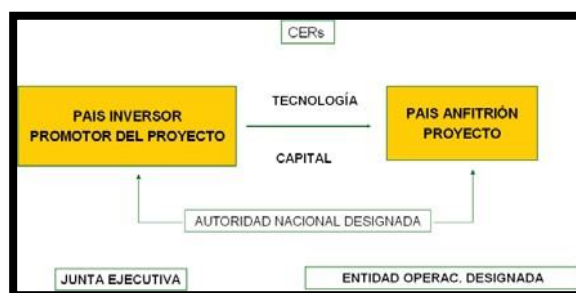 CERs
TECNOLOGÍA
PAIS INVERSOR
PROMOTOR DEL PROYECTO
PAIS ANFITRIÓN
PROYECTO
CAPITAL
AUTORIDAD NACIONAL DESIGNADA
JUNTA EJECUTIVA
ENTIDAD OPERAC. DESIGNADA